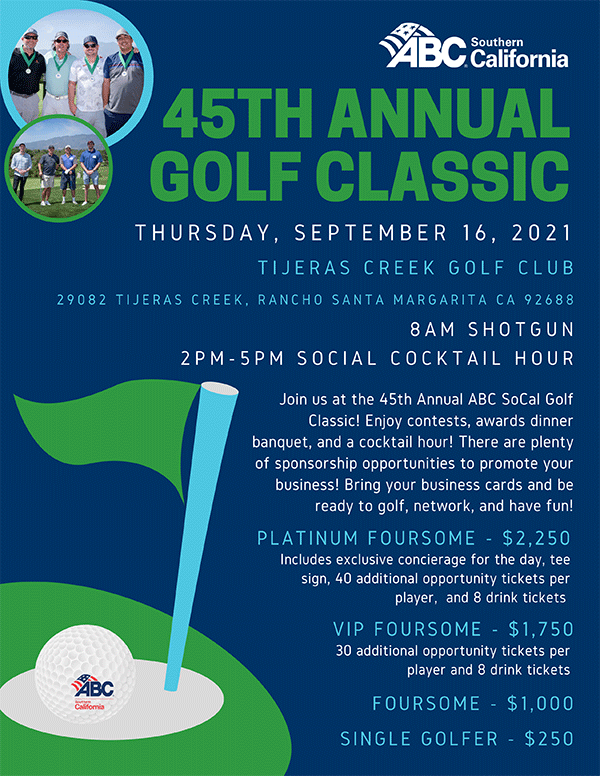 ABC Southern California
45TH ANNUAL
GOLF CLASSIC
THURSDAY, SEPTEMBER 16, 2021
TIJERAS CREEK GOLF CLUB
29082 TIJERAS CREEK, RANCHO SANTA MARGARITA CA 92688
8AM SHOTGUN
2PM-5PM SOCIAL COCKTAIL HOUR
Join us at the 45th Annual ABC SoCal Golf
Classic! Enjoy contests, awards dinner
banquet, and a cocktail hour! There are plenty
of sponsorship opportunities to promote your
business! Bring your business cards and be
ready to golf, network, and have fun!
PLATINUM FOURSOME - $2,250
Includes exclusive concierage for the day, tee
sign, 40 additional opportunity tickets per
player, and 8 drink tickets
VIP FOURSOME - $1,750
30 additional opportunity tickets per
player and 8 drink tickets
FOURSOME - $1,000
SINGLE GOLFER - $250
ABC
Southern
California